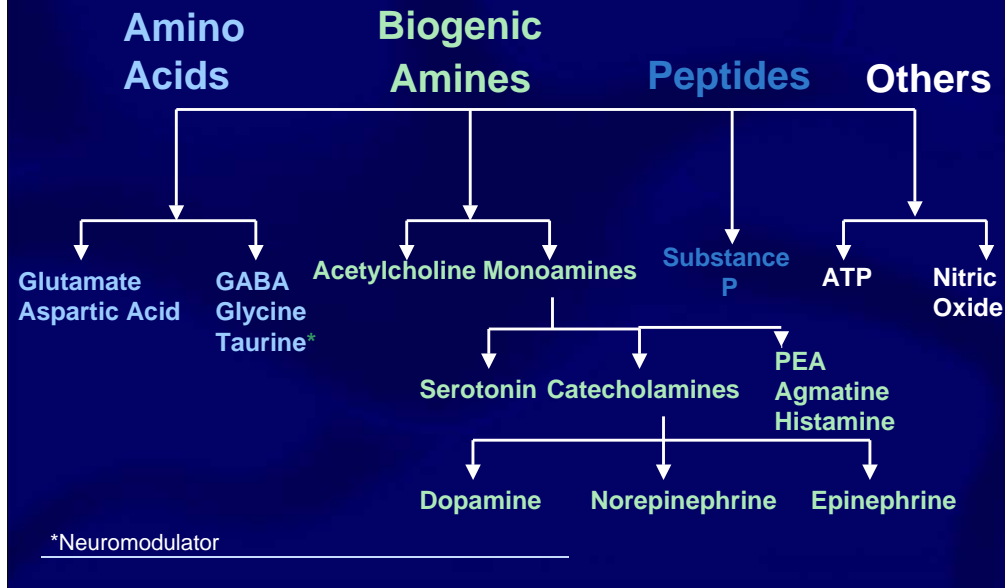 Amino Acids
Biogenic Amines
Peptides
Others
Glutamate
Aspartic Acid
GABA
Glycine
Taurine*
Acetylcholine
Monoamines
Substance P
ATP
Nitric Oxide
Serotonin
Catecholamines
PEA
Agmatine
Histamine
Dopamine
Norepinephrine
Epinephrine
*Neuromodulator